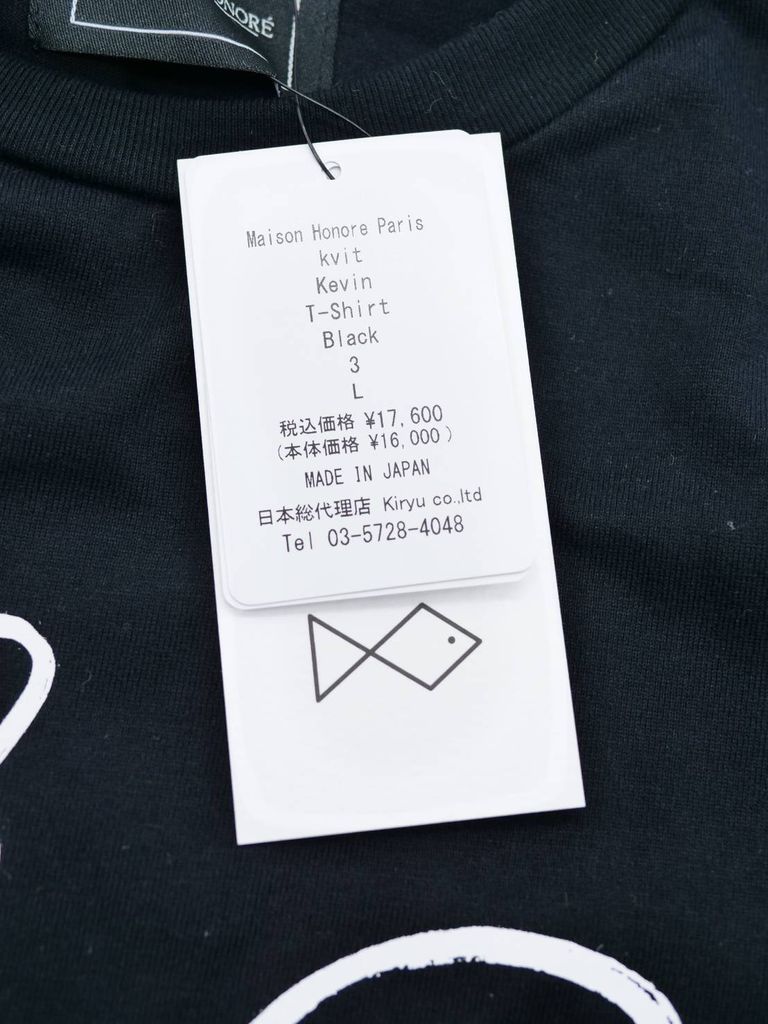 ONORÉ
Maison Honore Paris
kvit
Kevin
T-Shirt
Black
3
L
税込価格 ¥17,600
(本体価格 ¥16,000)
MADE IN JAPAN
日本総代理店 Kiryu co.,ltd
Tel 03-5728-4048